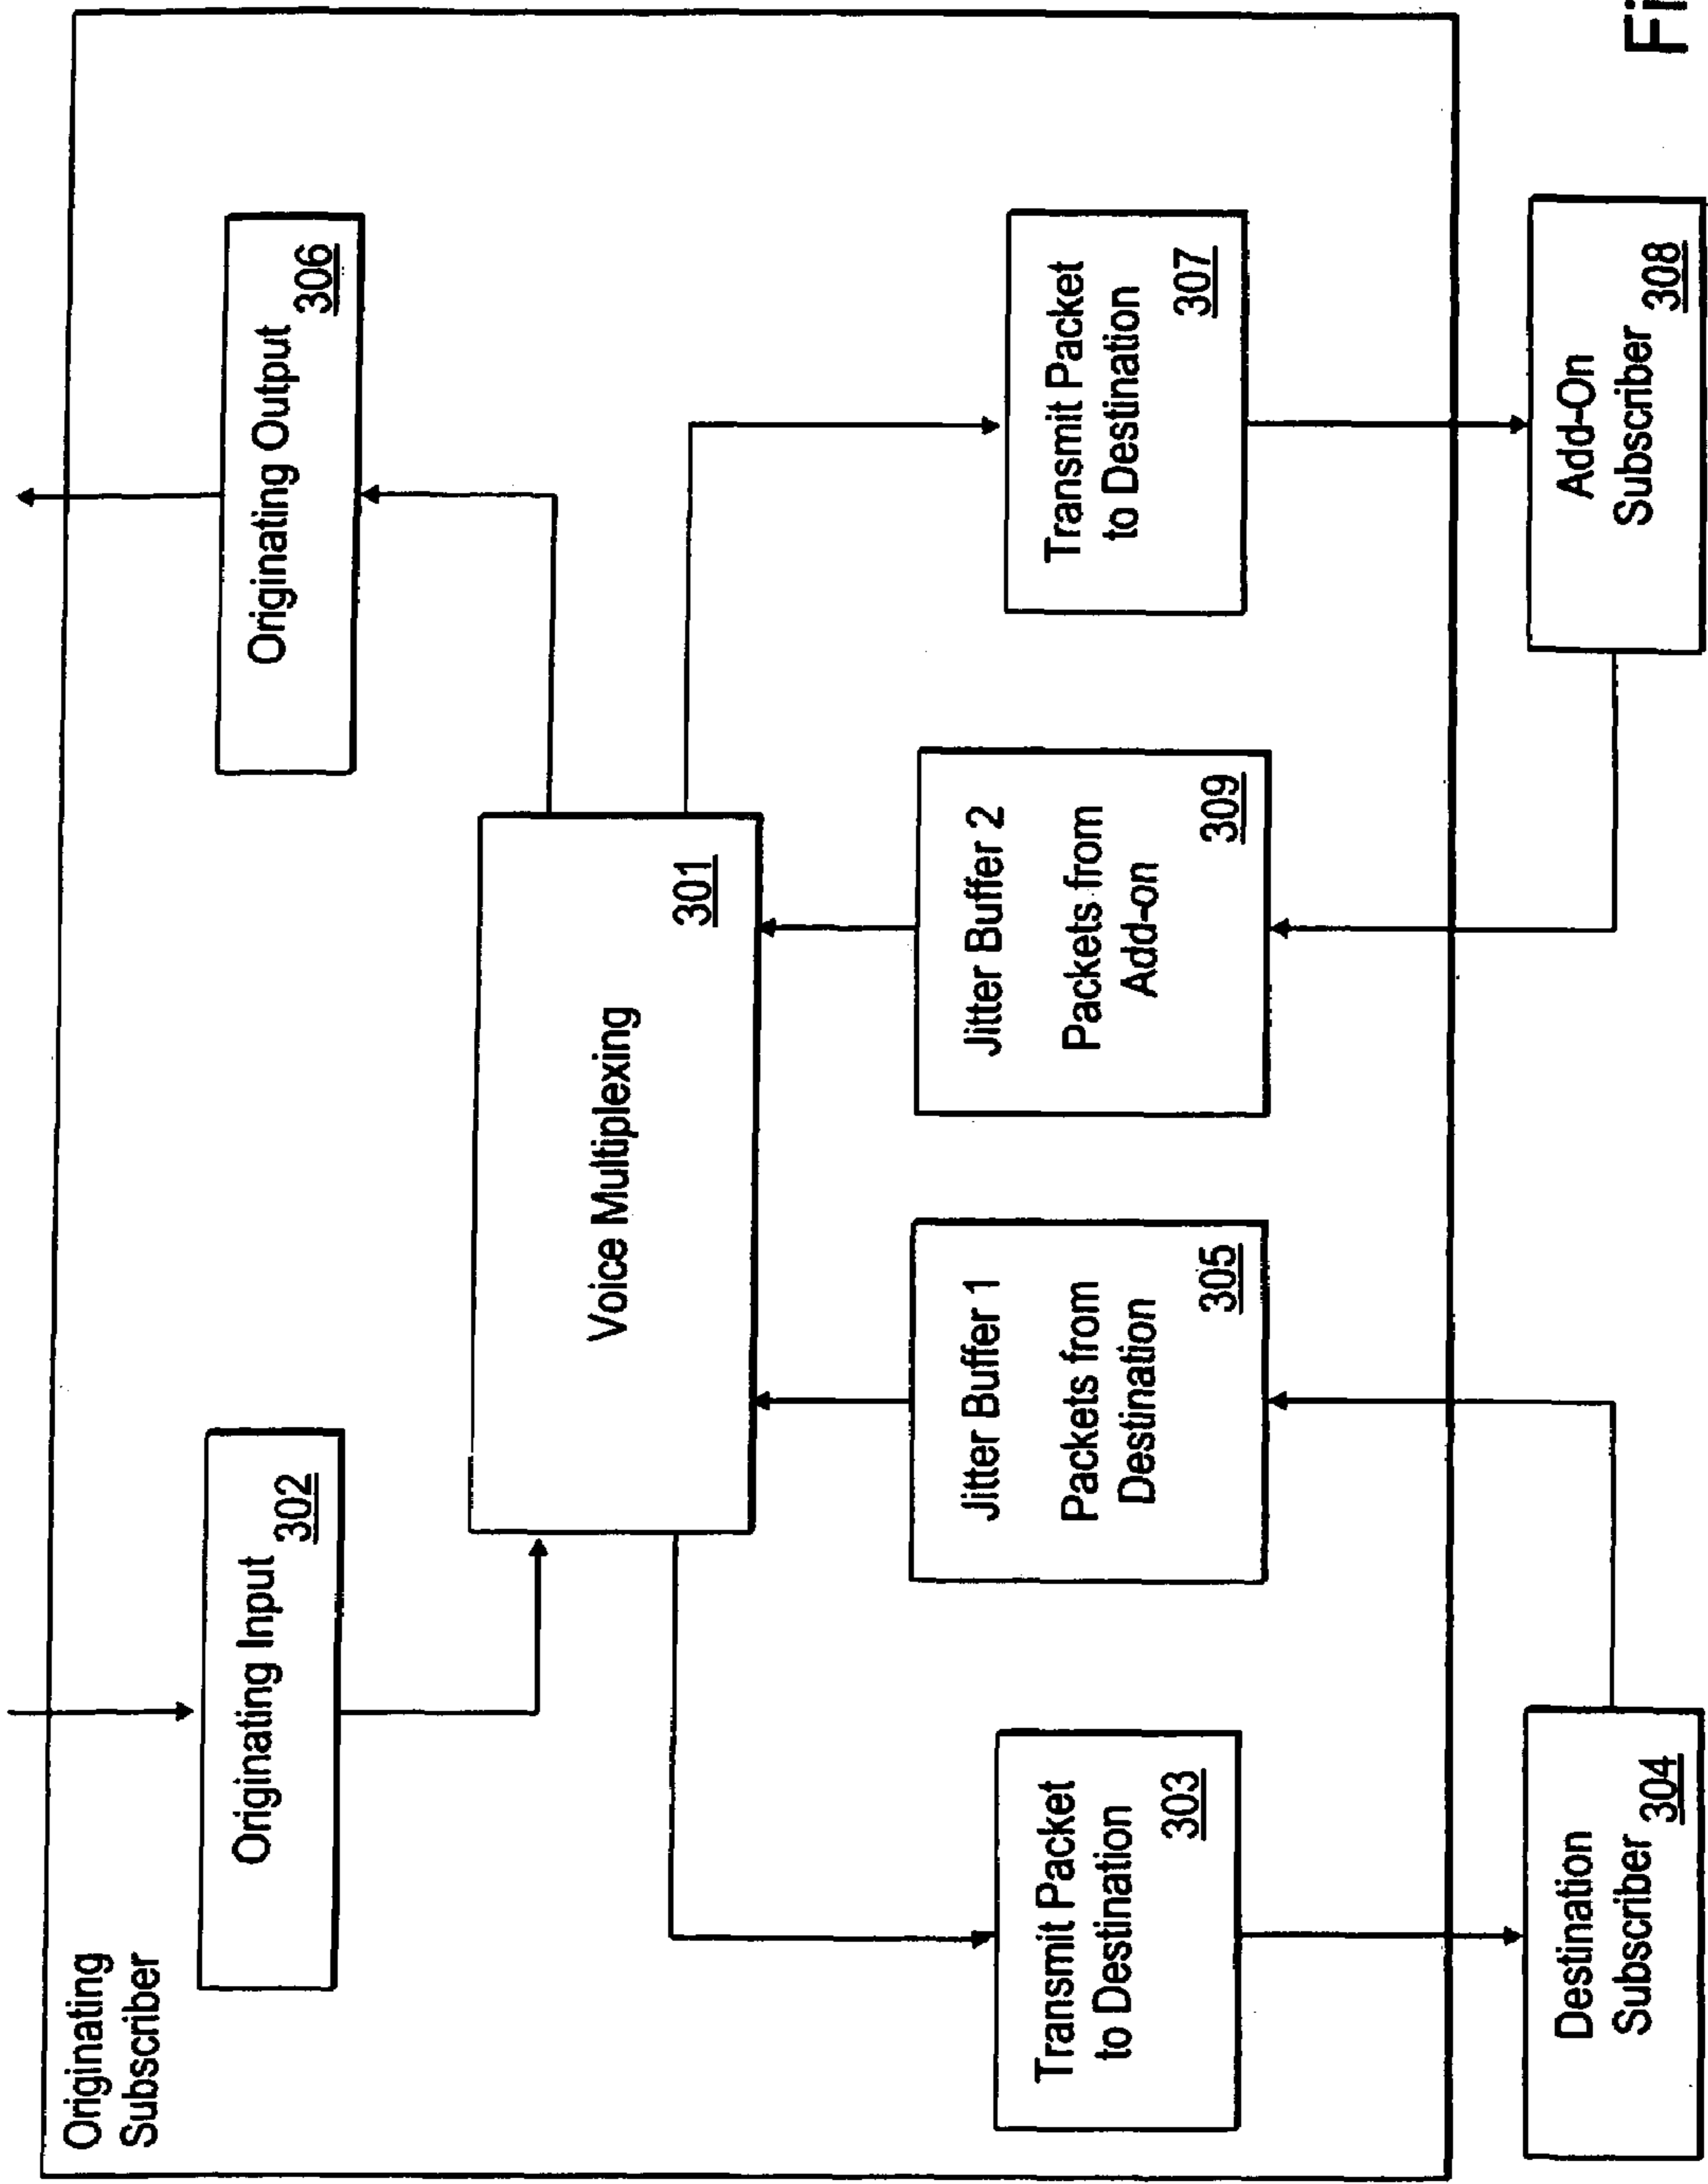 Originating
Subscriber
Originating Input
302
Originating Output
306
Voice Multiplexing
301
Transmit Packet
to Destination
303
Jitter Buffer 1
Packets from
Destination
305
Jitter Buffer 2
Packets from
Add-on
309
Transmit Packet
to Destination
307
Destination
Subscriber
304
Add-On
Subscriber
308